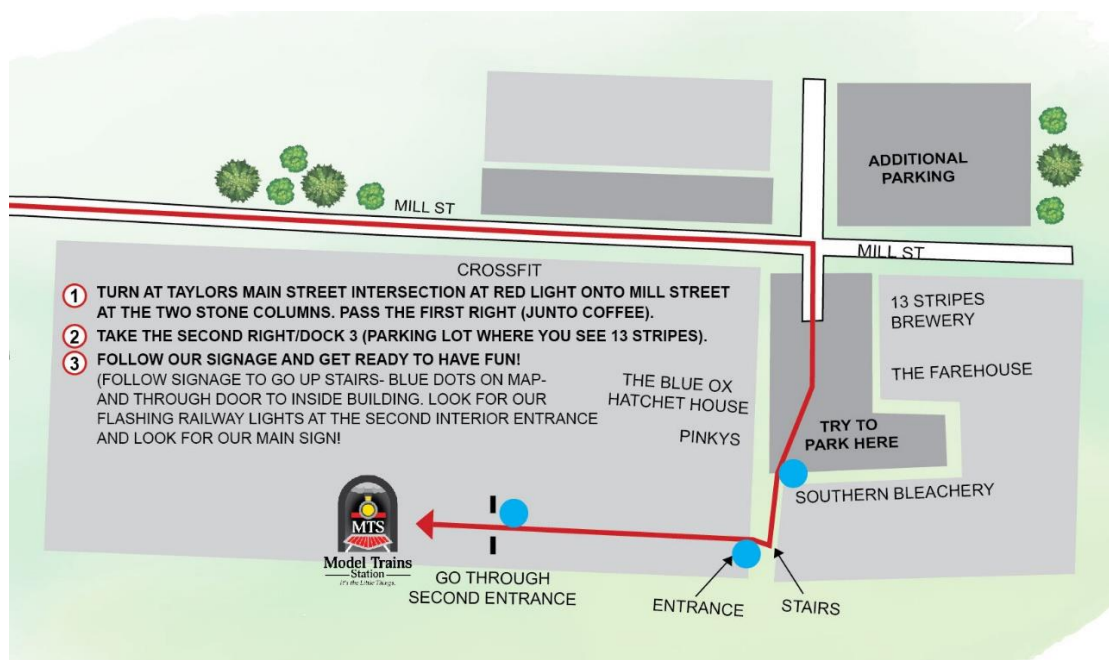 ADDITIONAL
PARKING
MILL ST
MILL ST
CROSSFIT
1 TURN AT TAYLORS MAIN STREET INTERSECTION AT RED LIGHT ONTO MILL STREET
AT THE TWO STONE COLUMNS. PASS THE FIRST RIGHT (JUNTO COFFEE).
2 TAKE THE SECOND RIGHT/DOCK 3 (PARKING LOT WHERE YOU SEE 13 STRIPES).
3 FOLLOW OUR SIGNAGE AND GET READY TO HAVE FUN!
(FOLLOW SIGNAGE TO GO UP STAIRS- BLUE DOTS ON MAP-
AND THROUGH DOOR TO INSIDE BUILDING. LOOK FOR OUR
FLASHING RAILWAY LIGHTS AT THE SECOND INTERIOR ENTRANCE
AND LOOK FOR OUR MAIN SIGN!
13 STRIPES
BREWERY
THE FAREHOUSE
THE BLUE OX
HATCHET HOUSE
PINKYS
TRY TO
PARK HERE
SOUTHERN BLEACHERY
MTS
Model Trains
Station
It's the Little Things.
GO THROUGH
SECOND ENTRANCE
ENTRANCE
STAIRS